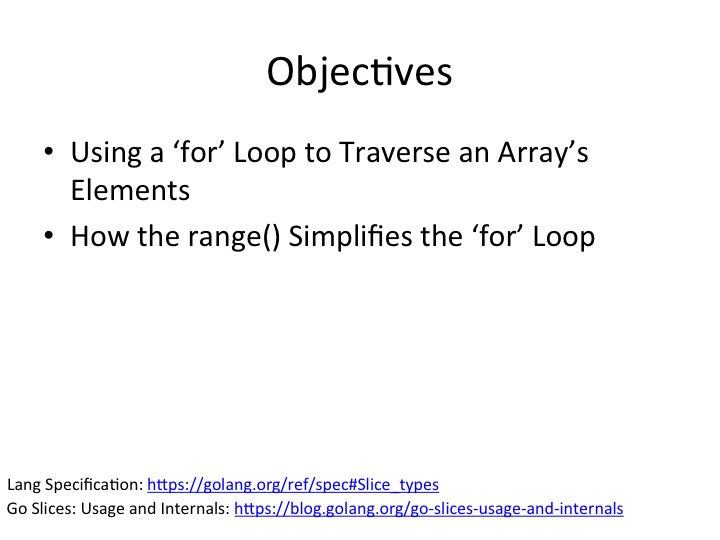 Objectives
• Using a ‘for’ Loop to Traverse an Array’s
Elements
• How the range() Simplifies the ‘for’ Loop
Lang Specification: https://golang.org/ref/spec#Slice_types
Go Slices: Usage and Internals: https://blog.golang.org/go-slices-usage-and-internals